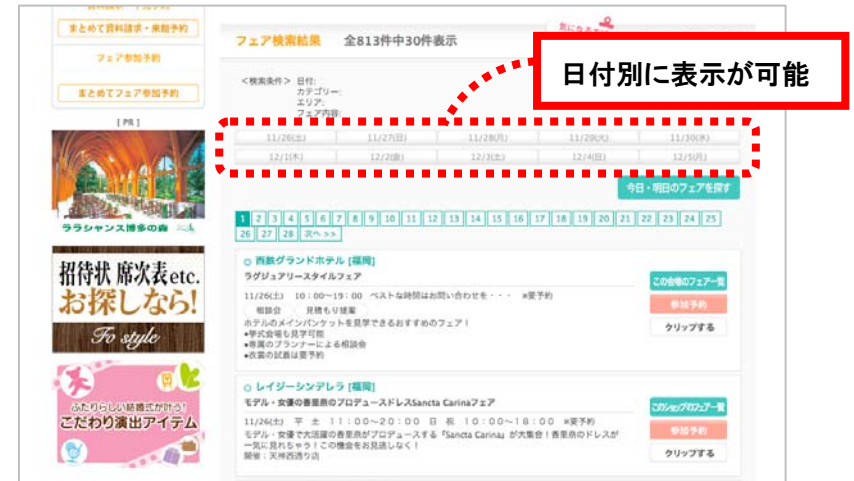 まとめて資料請求・来館予約
フェア参加予約
まとめてフェア参加予約
[ PR ]
ララシャンス博多の森
招待状 席次表etc.
お探しなら!
Fo style
ふたりらしい結婚式が叶う!
こだわり演出アイテム
フェア検索結果 全813件中30件表示
日付別に表示が可能
<検索条件> 日付:
カテゴリー:
エリア:
フェア内容:
11/26(土) 11/27(日) 11/28(月) 11/29(火) 11/30(水)
12/1(木) 12/2(金) 12/3(土) 12/4(日) 12/5(月)
今日・明日のフェアを探す
1 2 3 4 5 6 7 8 9 10 11 12 13 14 15 16 17 18 19 20 21 22 23 24 25
26 27 28 次へ >>
西鉄グランドホテル [福岡]
ラグジュアリースタイルフェア
11/26(土) 10:00〜19:00 ベストな時間はお問い合わせを・・・ ※要予約
相談会 見積もり提案
ホテルのメインバンケットを見学できるおすすめのフェア!
●挙式会場も見学可能
●専属のプランナーによる相談会
●衣裳の試着は要予約
この会場のフェア一覧
参加予約
クリップする
レイジーシンデレラ [福岡]
モデル・女優の香里奈のプロデュースドレスSancta Carinaフェア
11/26(土) 平 土 11:00〜20:00 日 祝 10:00〜18:00 ※要予約
モデル・女優で大活躍の香里奈がプロデュースする「Sancta Carina」が大集合!香里奈のドレスが
一気に見れちゃう!この機会をお見逃しなく!
開催:天神西通り店
このショップのフェア一覧
参加予約
クリップする